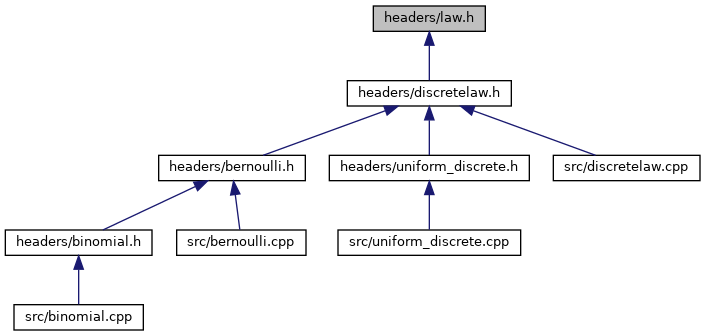 headers/law.h
headers/discretelaw.h
headers/bernoulli.h
headers/uniform_discrete.h
src/discretelaw.cpp
headers/binomial.h
src/bernoulli.cpp
src/uniform_discrete.cpp
src/binomial.cpp